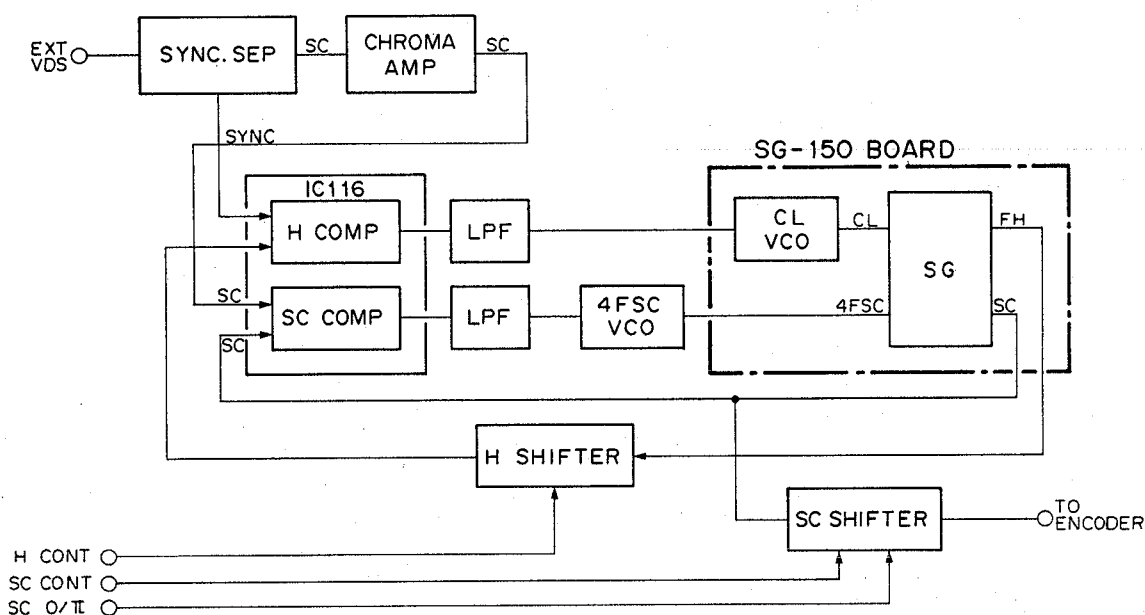 EXT
VDS
SYNC. SEP
SC
CHROMA
AMP
SC
SYNC
SG-150 BOARD
IC116
H COMP
LPF
CL
VCO
CL
SG
FH
SC
SC COMP
LPF
4FSC
VCO
4FSC
SC
SC
H SHIFTER
SC SHIFTER
TO
ENCODER
H CONT
SC CONT
SC 0/π